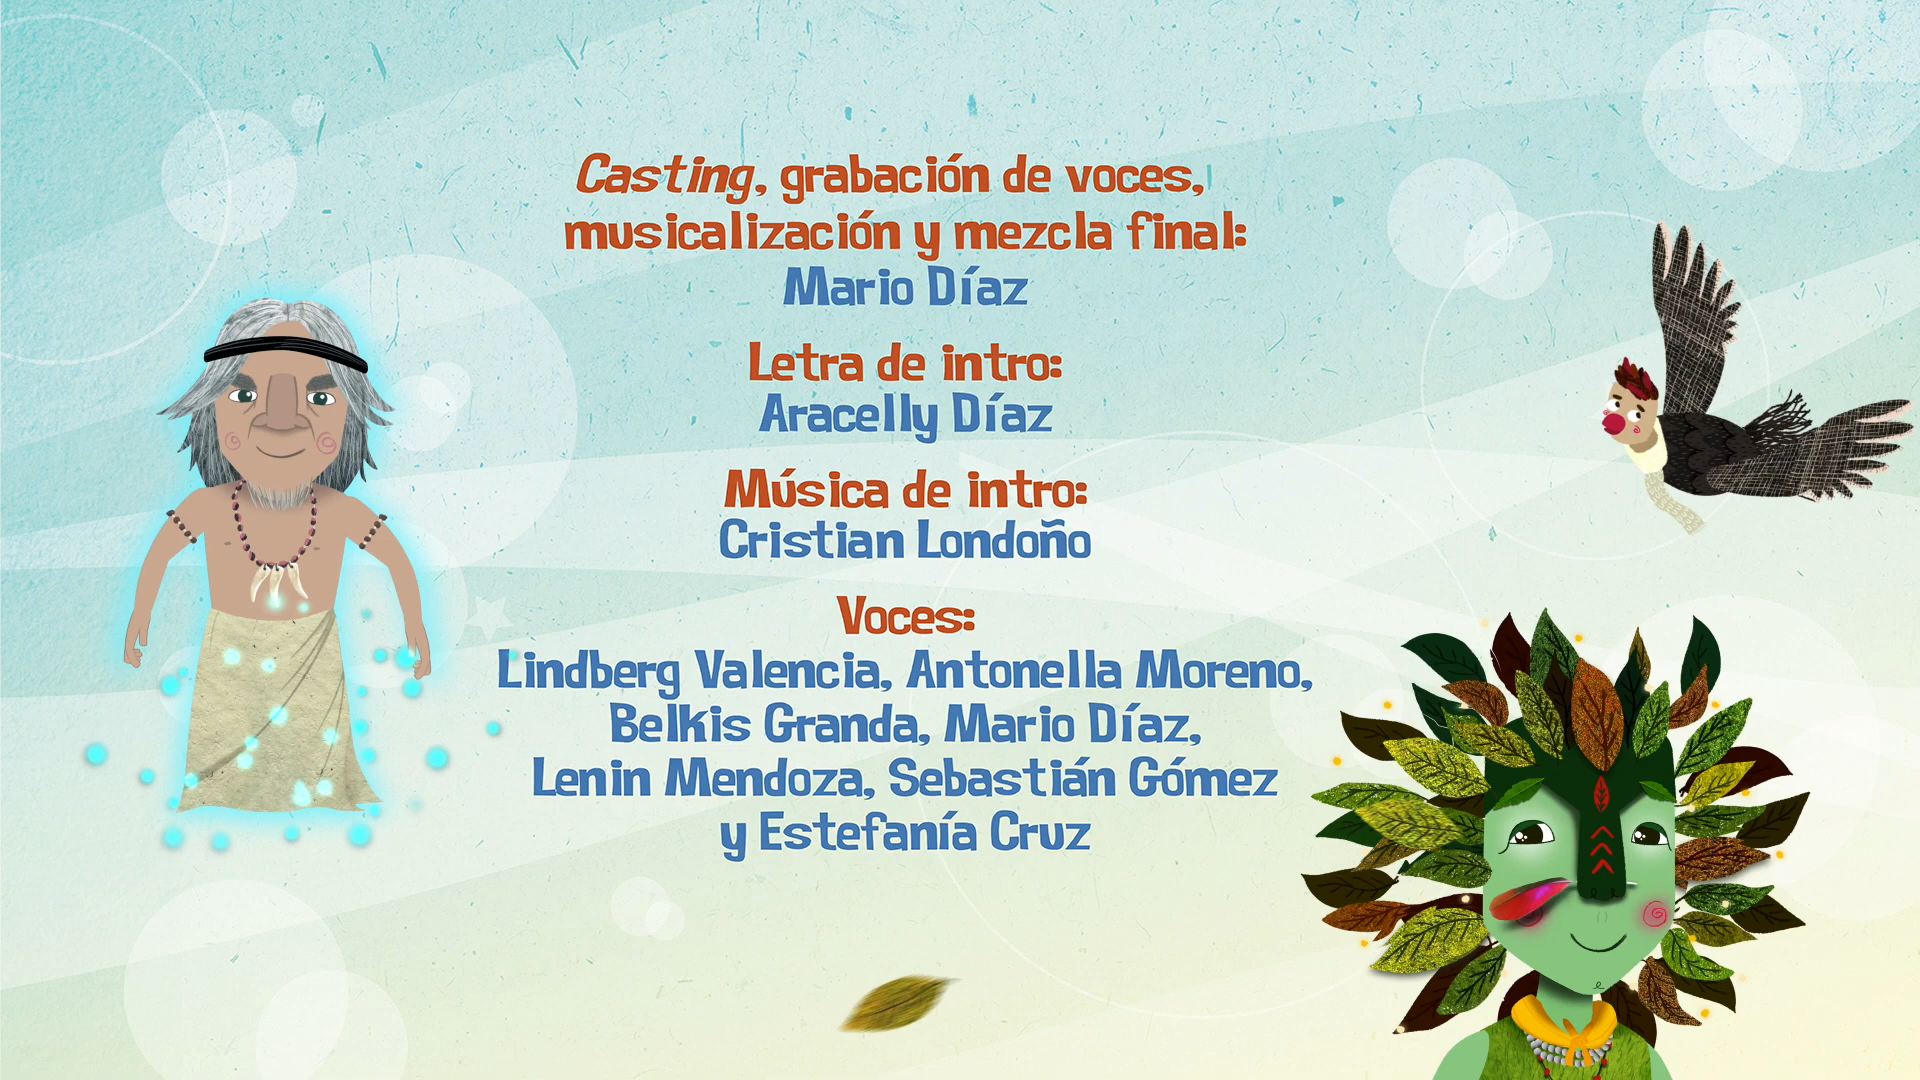 Casting, grabación de voces,
musicalización y mezcla final:
Mario Díaz
Letra de intro:
Aracelly Díaz
Música de intro:
Cristian Londoño
Voces:
Lindberg Valencia, Antonella Moreno,
Belkis Granda, Mario Díaz,
Lenin Mendoza, Sebastián Gómez
y Estefanía Cruz